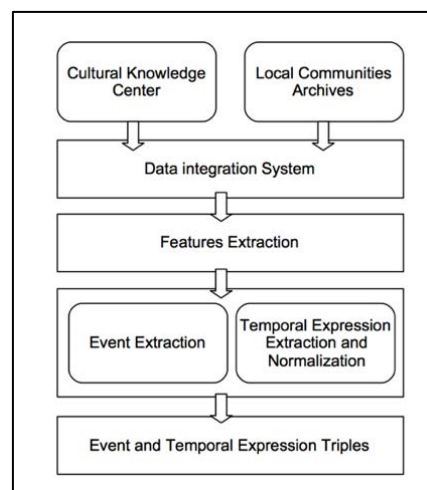 Cultural Knowledge
Center
Local Communities
Archives
Data integration System
Features Extraction
Event Extraction
Temporal Expression
Extraction and
Normalization
Event and Temporal Expression Triples